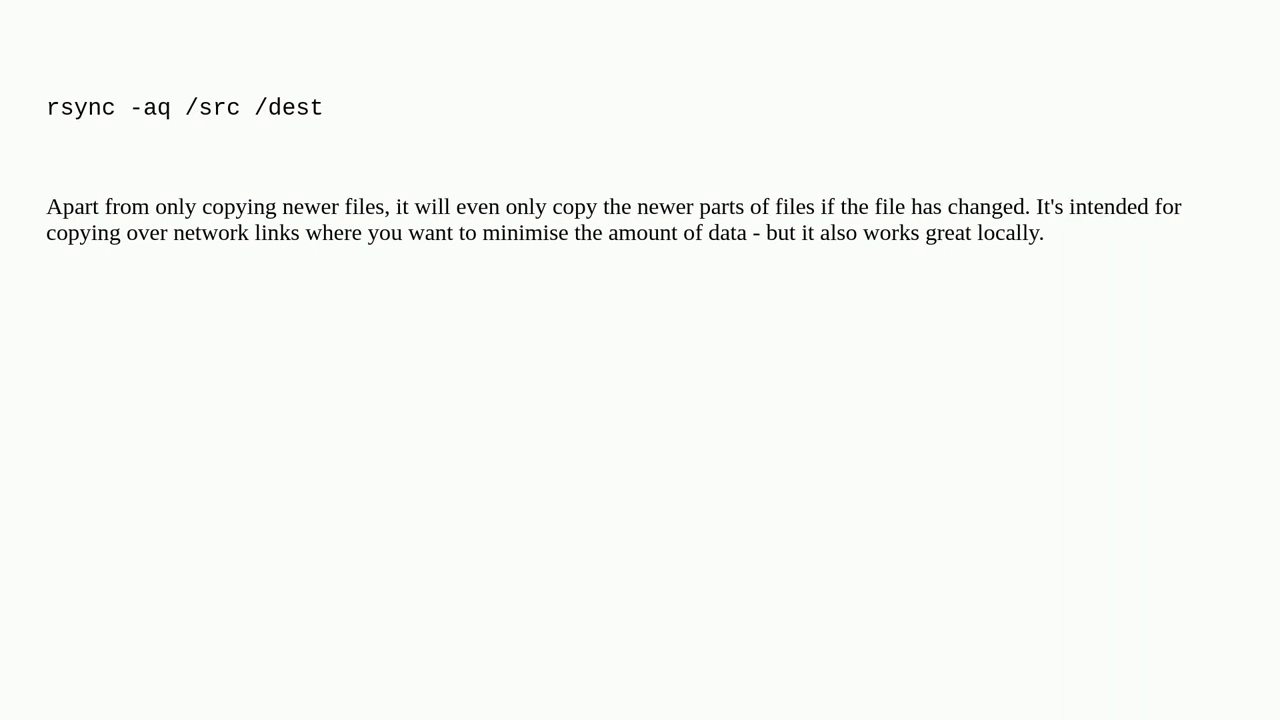 rsync -aq /src /dest
Apart from only copying newer files, it will even only copy the newer parts of files if the file has changed. It's intended for
copying over network links where you want to minimise the amount of data - but it also works great locally.